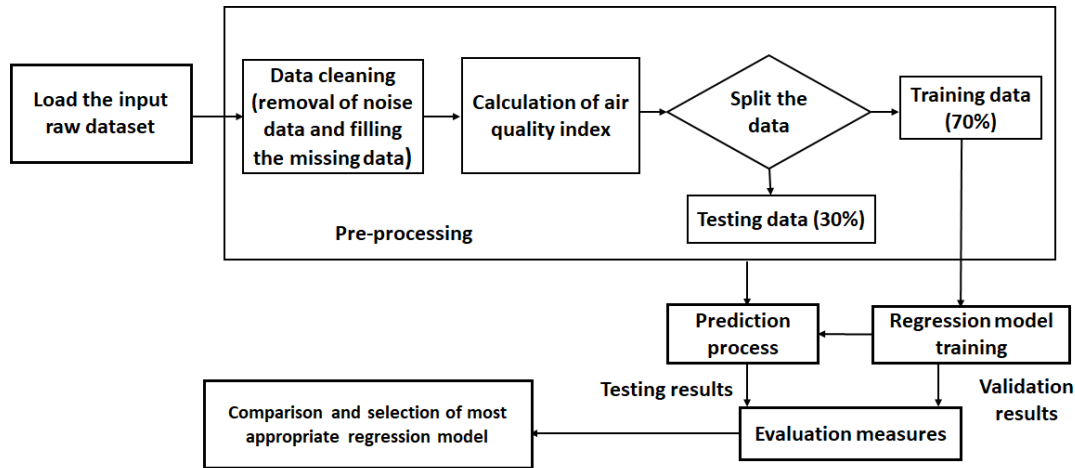 Load the input
raw dataset
Data cleaning
(removal of noise
data and filling
the missing data)
Calculation of air
quality index
Split the
data
Training data
(70%)
Testing data (30%)
Pre-processing
Prediction
process
Regression model
training
Testing results
Validation
results
Evaluation measures
Comparison and selection of most
appropriate regression model